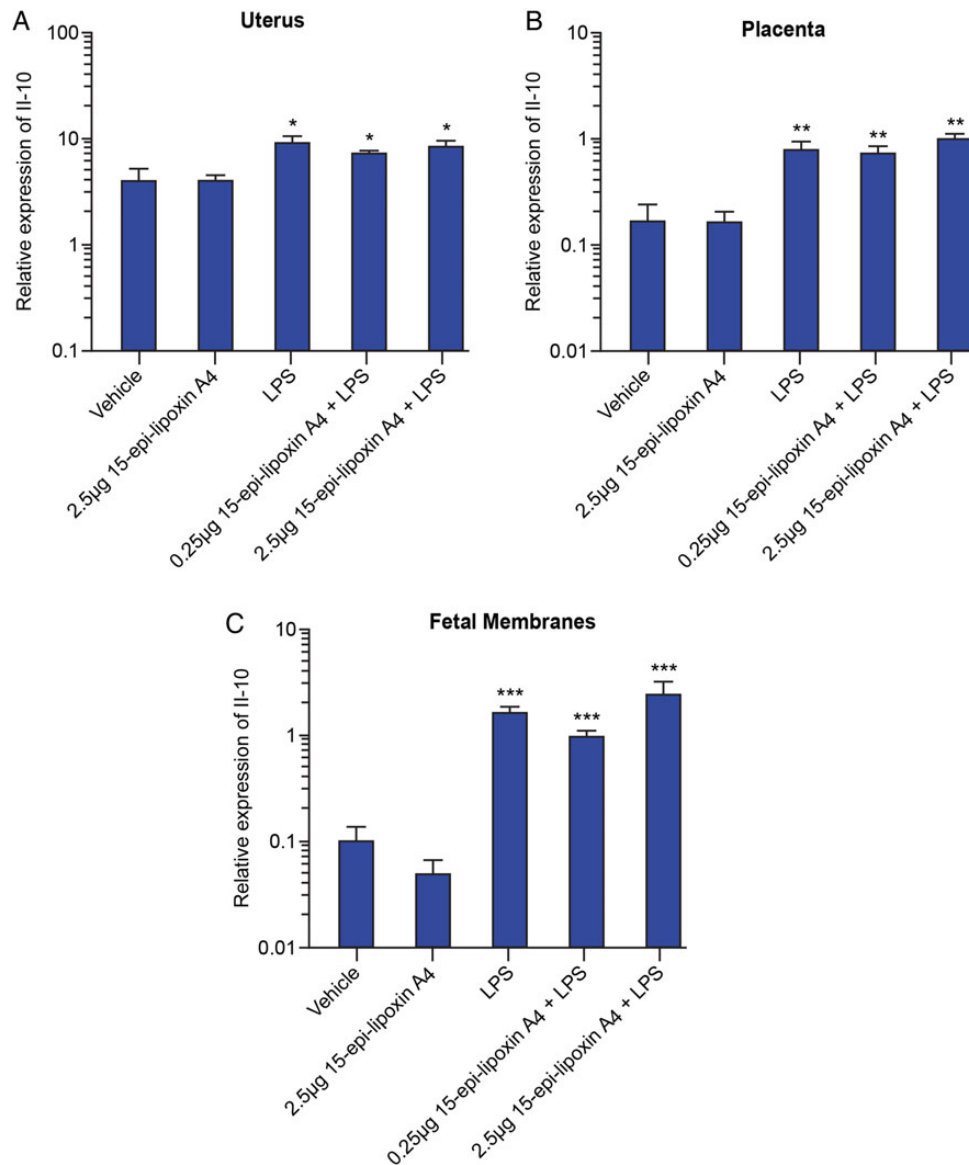 A
Uterus
Relative expression of Il-10
100
10
1
0.1
*
*
*
Vehicle
2.5µg 15-epi-lipoxin A4
LPS
0.25µg 15-epi-lipoxin A4 + LPS
2.5µg 15-epi-lipoxin A4 + LPS
B
Placenta
Relative expression of Il-10
10
1
0.1
0.01
**
**
**
Vehicle
2.5µg 15-epi-lipoxin A4
LPS
0.25µg 15-epi-lipoxin A4 + LPS
2.5µg 15-epi-lipoxin A4 + LPS
C
Fetal Membranes
Relative expression of Il-10
10
1
0.1
0.01
***
***
***
Vehicle
2.5µg 15-epi-lipoxin A4
LPS
0.25µg 15-epi-lipoxin A4 + LPS
2.5µg 15-epi-lipoxin A4 + LPS